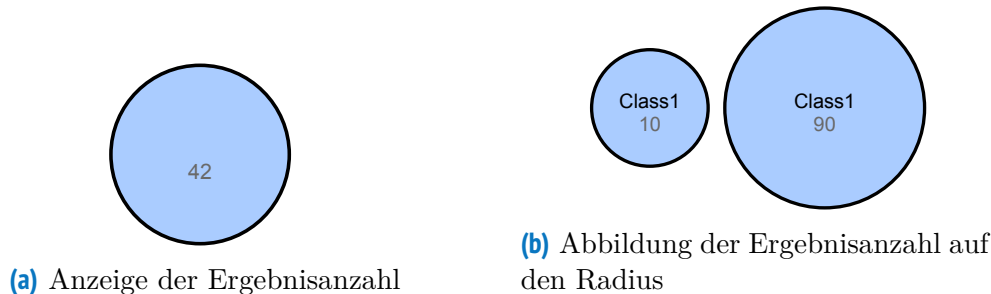 42
(a) Anzeige der Ergebnisanzahl
Class1
10
Class1
90
(b) Abbildung der Ergebnisanzahl auf
den Radius